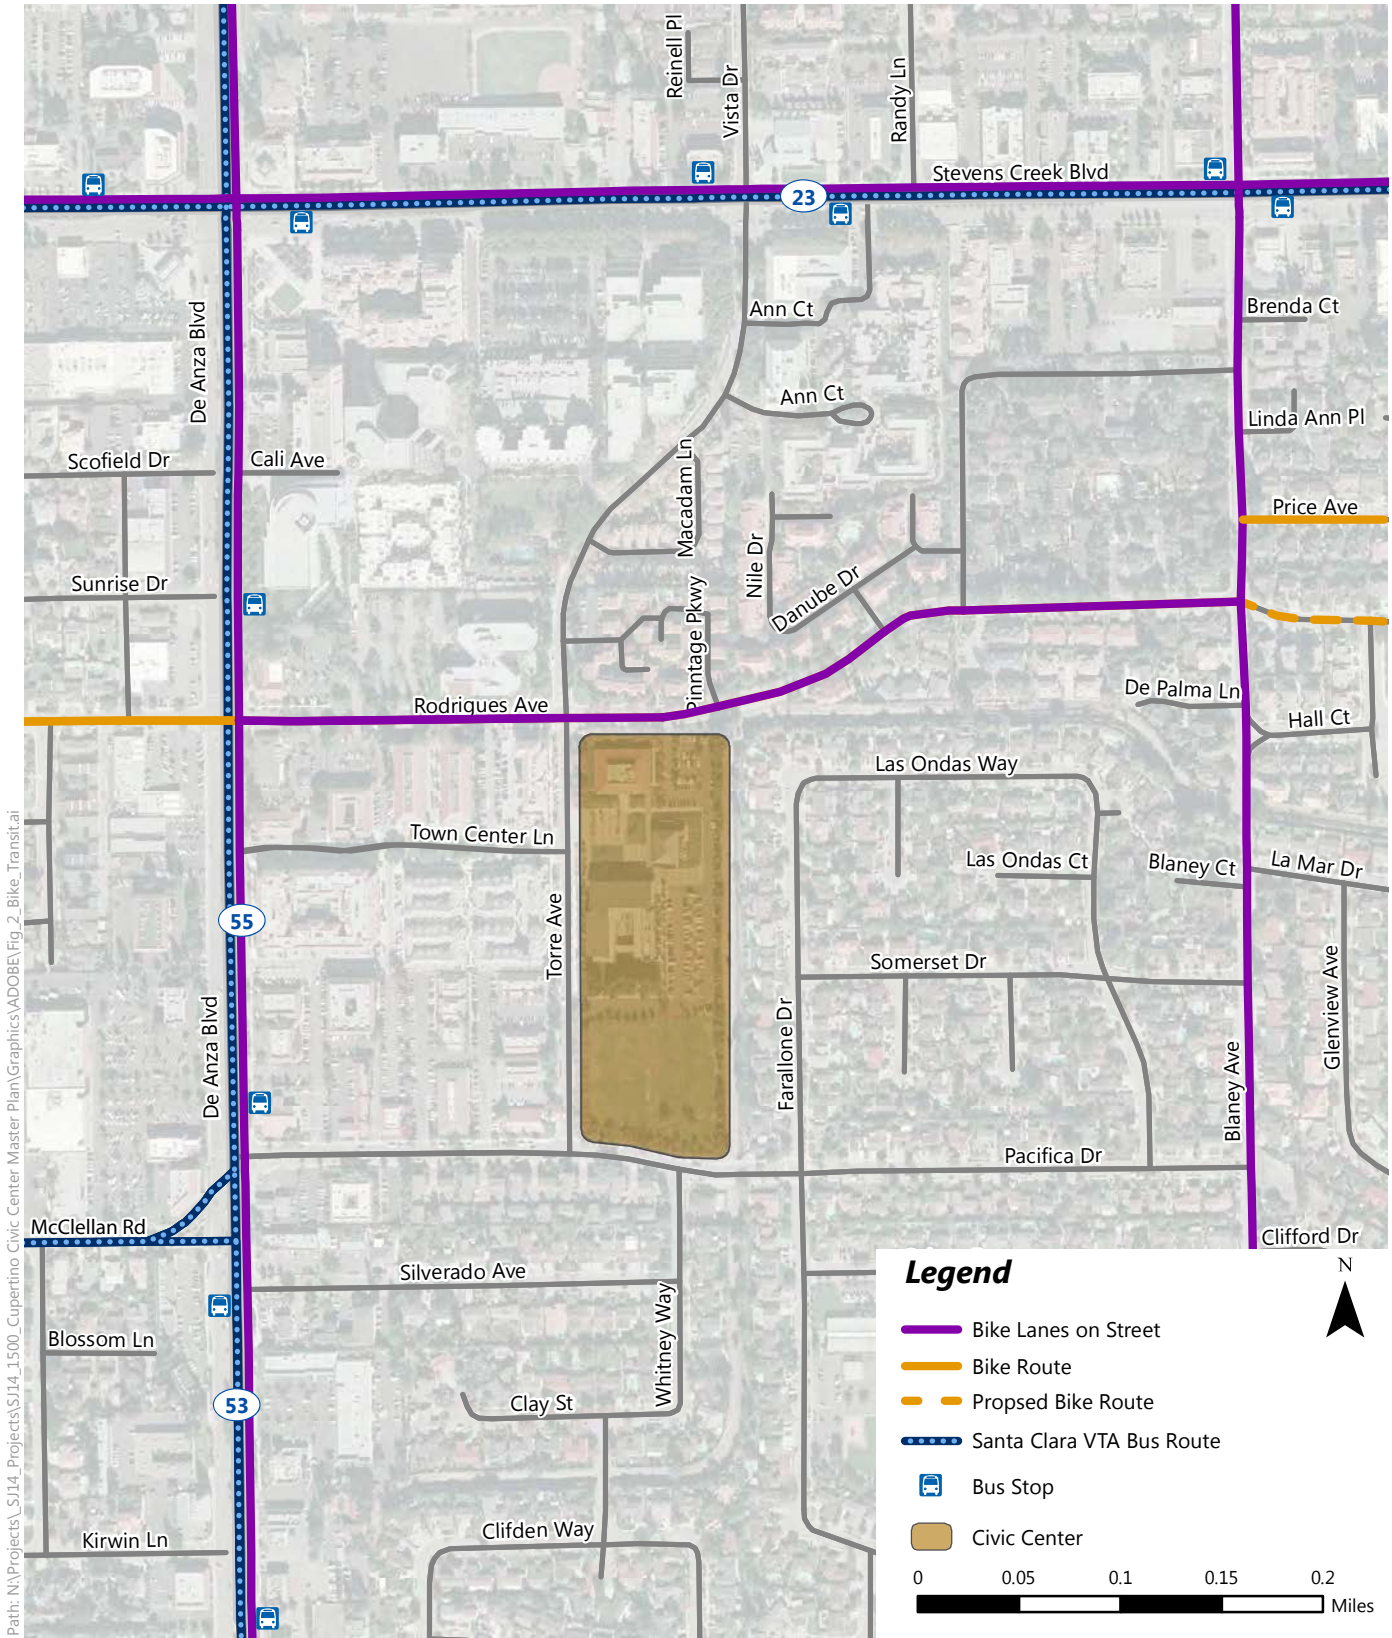 Reinell Pl
Vista Dr
Randy Ln
Stevens Creek Blvd
23
De Anza Blvd
Ann Ct
Brenda Ct
Ann Ct
Linda Ann Pl
Scofield Dr
Cali Ave
Macadam Ln
Price Ave
Nile Dr
Sunrise Dr
Danube Dr
Pinntage Pkwy
Rodriques Ave
De Palma Ln
Hall Ct
Las Ondas Way
Town Center Ln
Las Ondas Ct
Blaney Ct
La Mar Dr
55
Torre Ave
Somerset Dr
Glenview Ave
De Anza Blvd
Farallone Dr
Blaney Ave
Pacifica Dr
McClellan Rd
Clifford Dr
Silverado Ave
Whitney Way
Blossom Ln
53
Clay St
Kirwin Ln
Clifden Way
Legend
N
Bike Lanes on Street
Bike Route
Propsed Bike Route
Santa Clara VTA Bus Route
Bus Stop
Civic Center
0 0.05 0.1 0.15 0.2
Miles
Path: N:\Projects\_SJ14_Projects\SJ14_1500_Cupertino Civic Center Master Plan\Graphics\ADOBE\Fig_2_Bike_Transit.ai